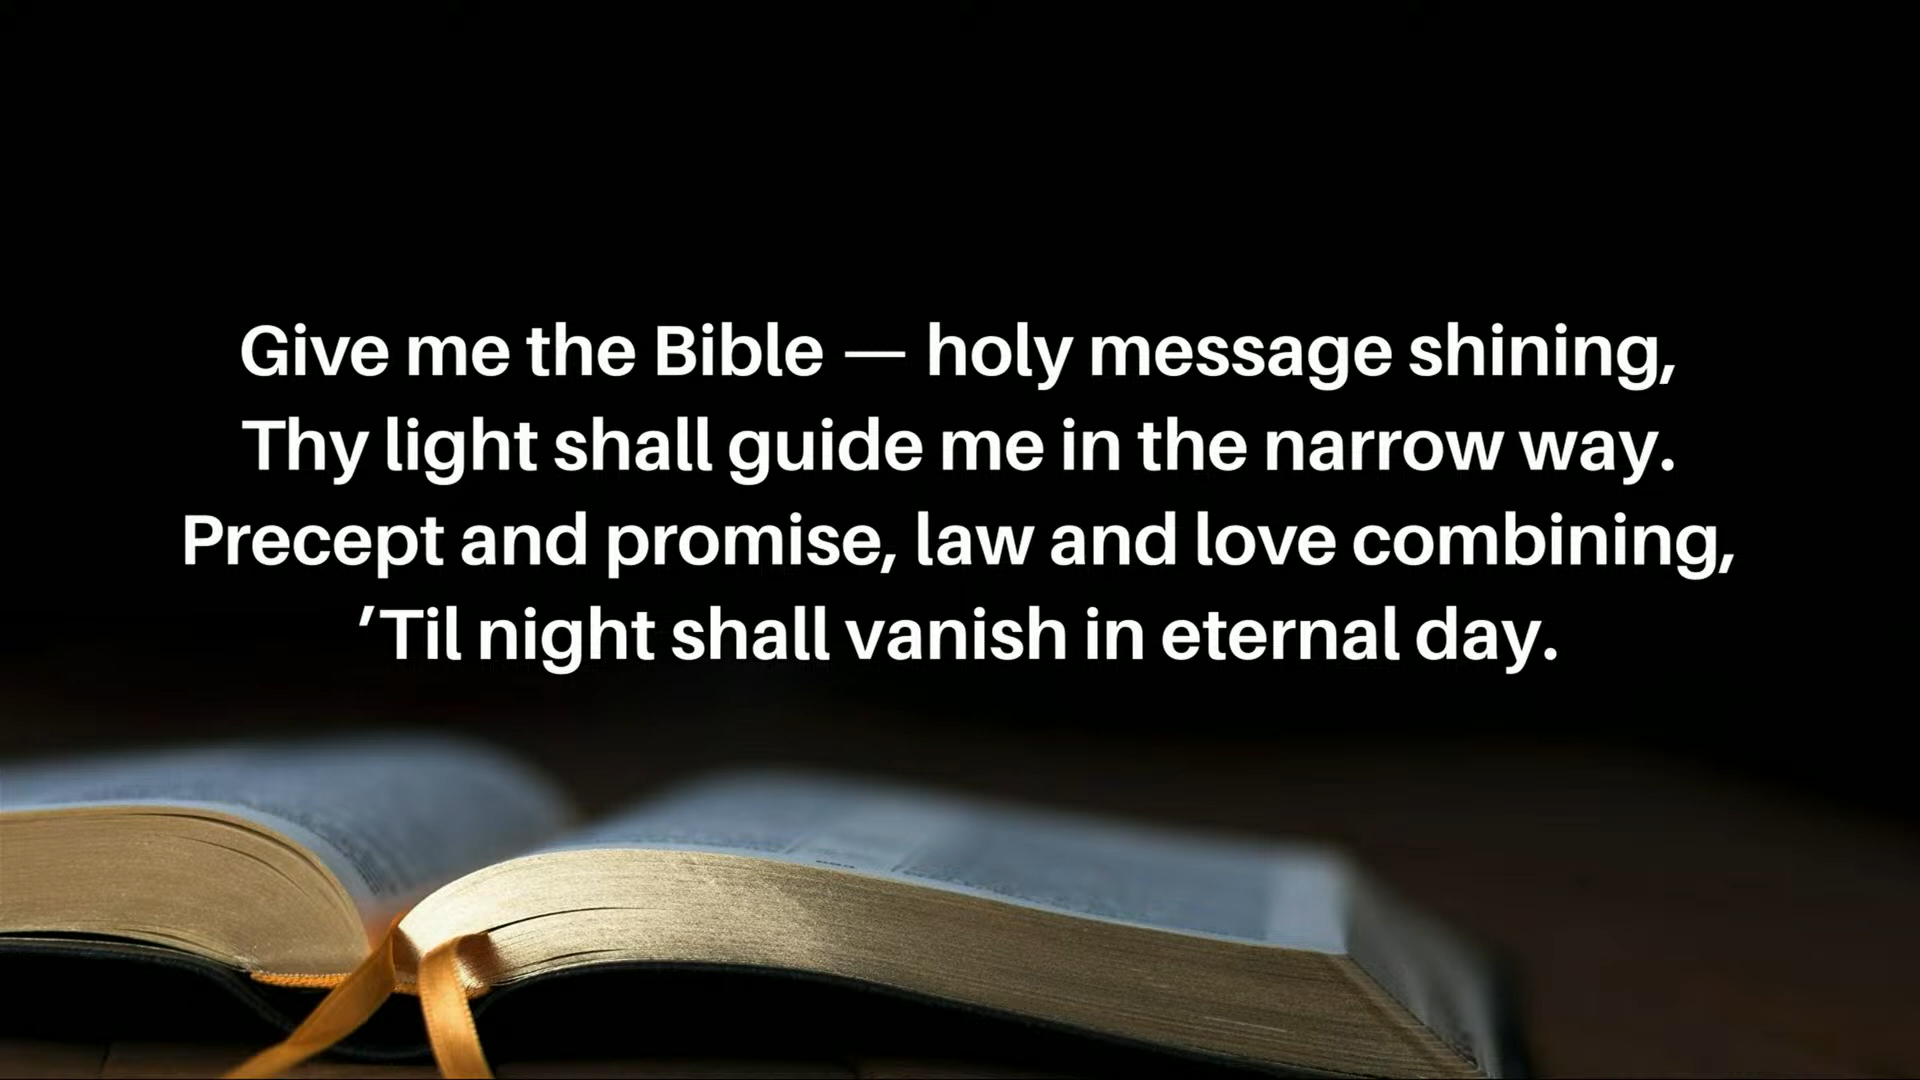 Give me the Bible — holy message shining,
Thy light shall guide me in the narrow way.
Precept and promise, law and love combining,
’Til night shall vanish in eternal day.